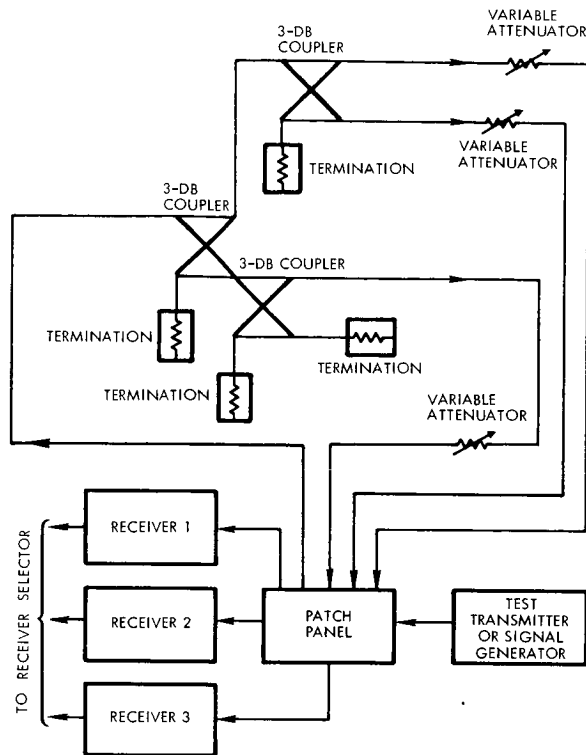 3-DB
COUPLER
VARIABLE
ATTENUATOR
VARIABLE
ATTENUATOR
TERMINATION
3-DB
COUPLER
3-DB COUPLER
TERMINATION
TERMINATION
TERMINATION
VARIABLE
ATTENUATOR
TO RECEIVER SELECTOR
RECEIVER 1
RECEIVER 2
RECEIVER 3
PATCH
PANEL
TEST
TRANSMITTER
OR SIGNAL
GENERATOR